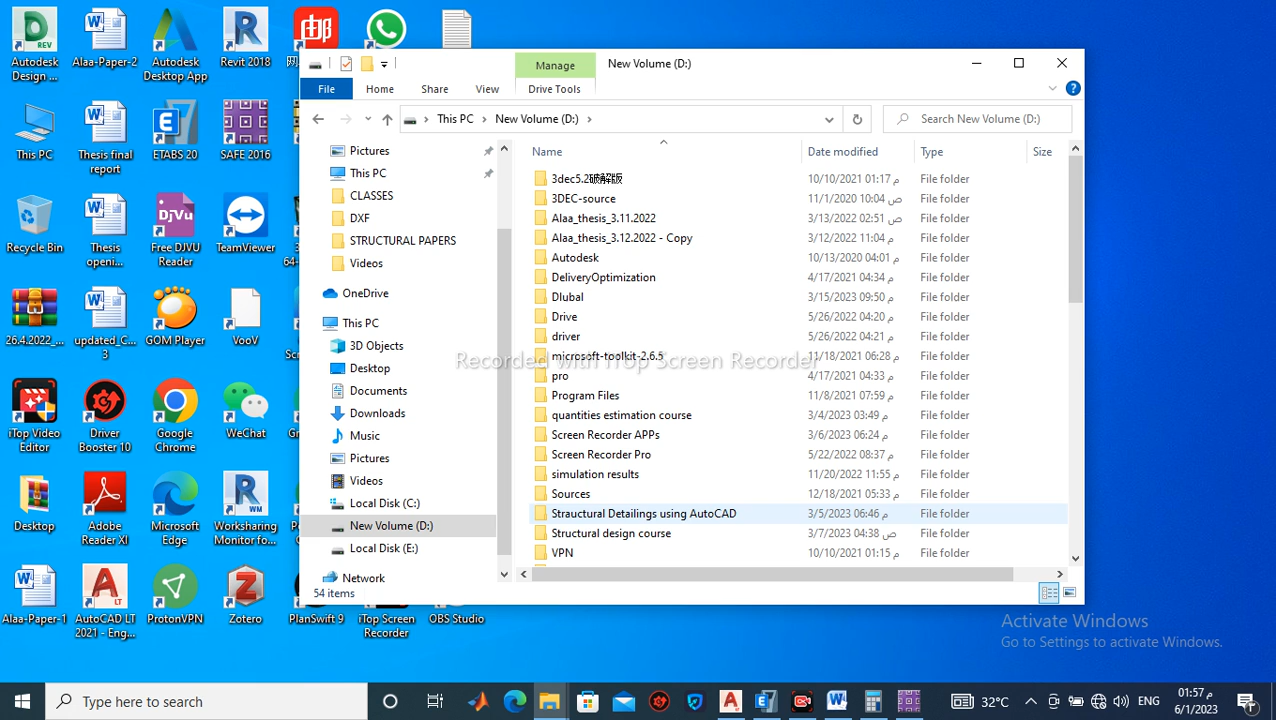 Autodesk Design ...
Alaa-Paper-2
Autodesk Desktop App
Revit 2018
This PC
Thesis final report
ETABS 20
SAFE 2016
Recycle Bin
Thesis openi...
Free DJVU Reader
TeamViewer
26.4.2022_...
updated_C... 3
GOM Player
VooV
iTop Video Editor
Driver Booster 10
Google Chrome
WeChat
Desktop
Adobe Reader XI
Microsoft Edge
Worksharing Monitor fo...
Alaa-Paper-1
AutoCAD LT 2021 - Eng...
ProtonVPN
Zotero
PlanSwift 9
iTop Screen Recorder
OBS Studio
Manage
New Volume (D:)
File
Home
Share
View
Drive Tools
This PC
New Volume (D:)
Search New Volume (D:)
Pictures
This PC
CLASSES
DXF
STRUCTURAL PAPERS
Videos
OneDrive
This PC
3D Objects
Desktop
Documents
Downloads
Music
Pictures
Videos
Local Disk (C:)
New Volume (D:)
Local Disk (E:)
Network
54 items
Name Date modified Type Size
3dec5.2破解版 10/10/2021 01:17 م File folder
3DEC-source 11/1/2020 10:04 ص File folder
Alaa_thesis_3.11.2022 3/13/2022 02:51 ص File folder
Alaa_thesis_3.12.2022 - Copy 3/12/2022 11:04 م File folder
Autodesk 10/13/2020 04:01 م File folder
DeliveryOptimization 4/17/2021 04:34 م File folder
Dlubal 3/15/2023 09:50 م File folder
Drive 5/26/2022 04:20 م File folder
driver 5/26/2022 04:21 م File folder
microsoft-toolkit-2,6.5 11/18/2021 06:28 م File folder
pro 4/17/2021 04:33 م File folder
Program Files 11/8/2021 07:59 م File folder
quantities estimation course 3/4/2023 03:49 م File folder
Screen Recorder APPs 3/6/2023 06:24 م File folder
Screen Recorder Pro 5/22/2022 08:37 م File folder
simulation results 11/20/2022 11:55 م File folder
Sources 12/18/2021 05:33 م File folder
Strauctural Detailings using AutoCAD 3/5/2023 06:46 م File folder
Structural design course 3/7/2023 04:38 ص File folder
VPN 10/10/2021 01:15 م File folder
Recorded with iTop Screen Recorder
Activate Windows
Go to Settings to activate Windows.
Type here to search
32°C
ENG
01:57 م
6/1/2023